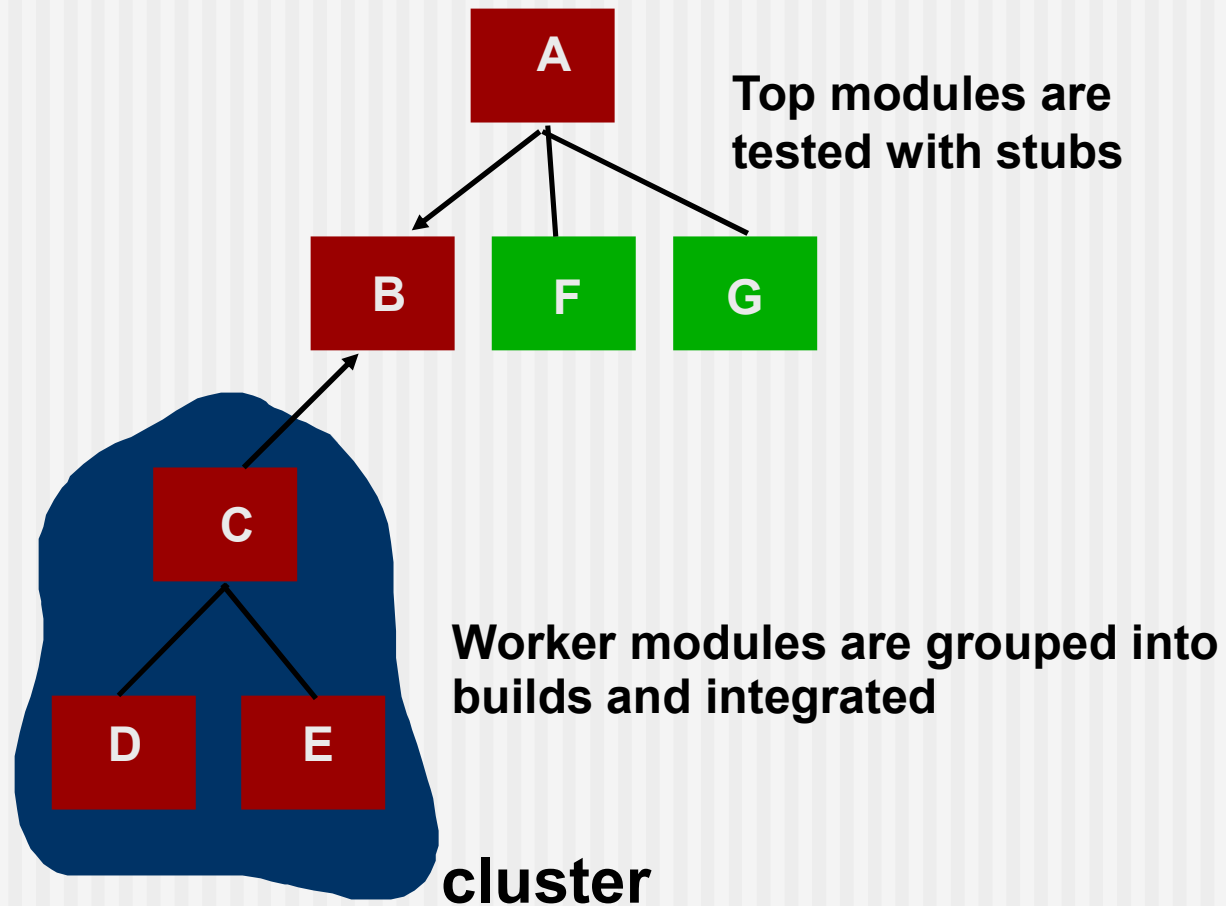 A
Top modules are
tested with stubs
B
F
G
C
Worker modules are grouped into
builds and integrated
D
E
cluster